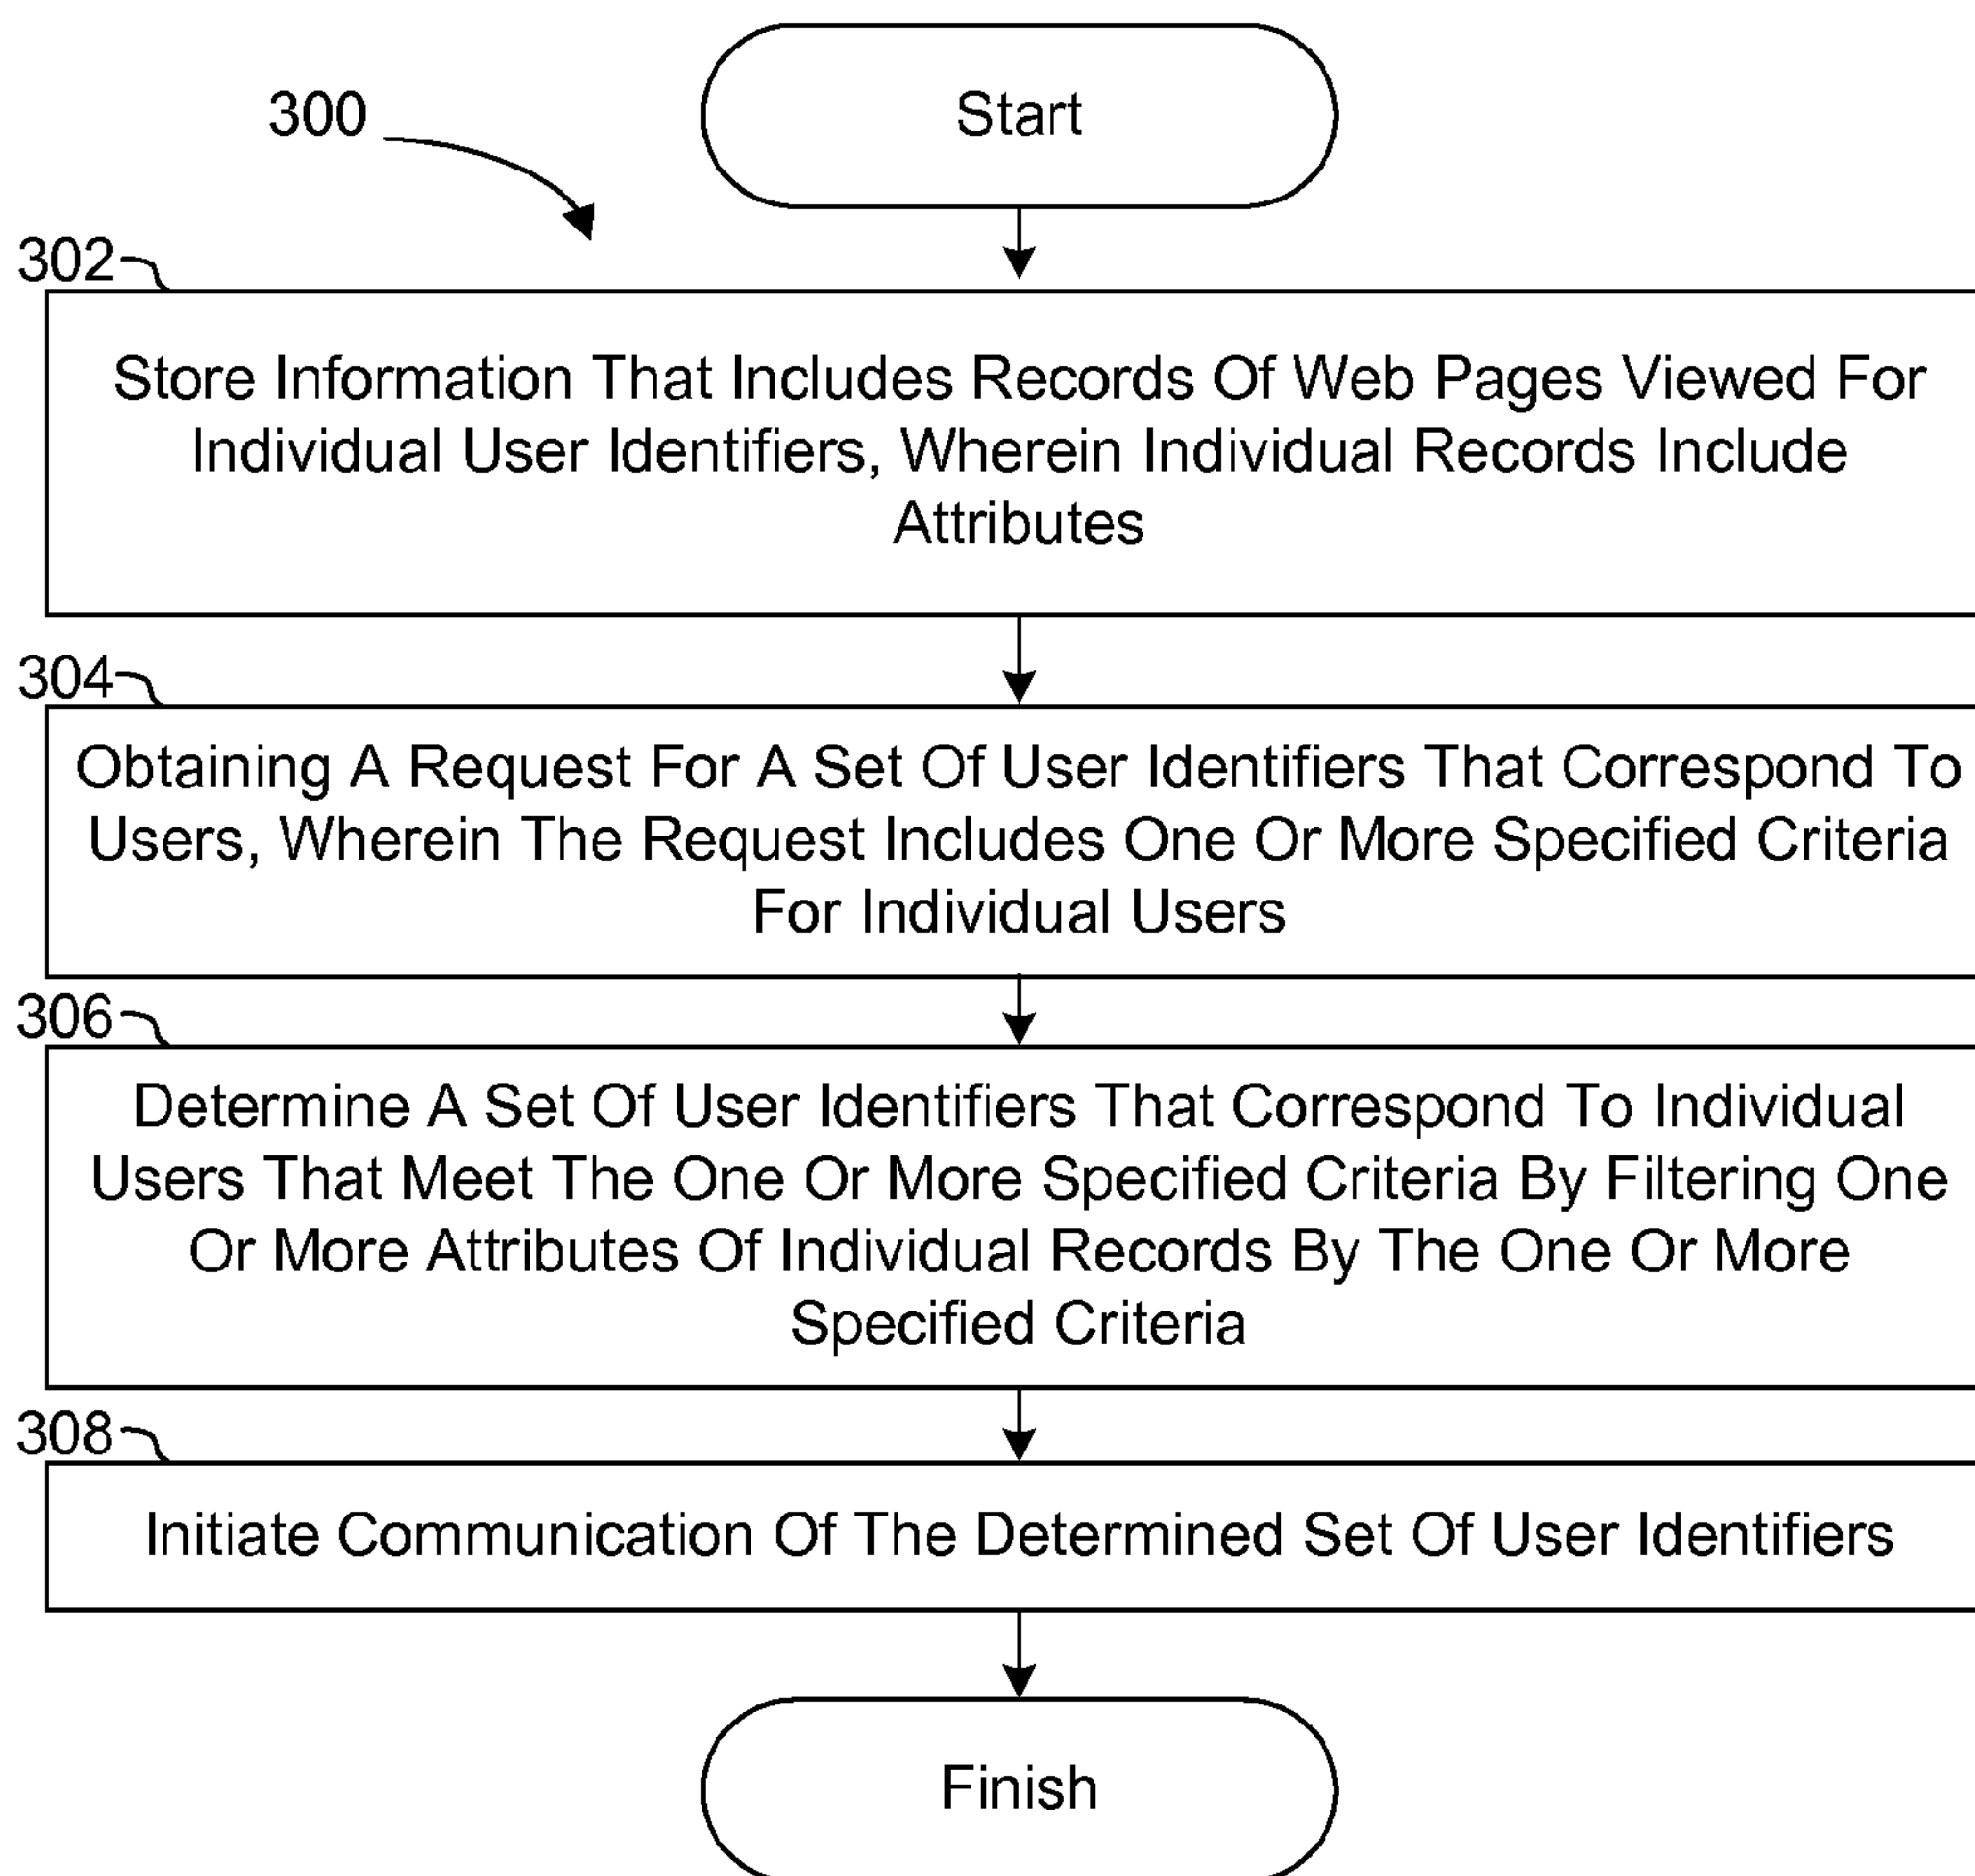 Start
300
302
Store Information That Includes Records Of Web Pages Viewed For
Individual User Identifiers, Wherein Individual Records Include
Attributes
304
Obtaining A Request For A Set Of User Identifiers That Correspond To
Users, Wherein The Request Includes One Or More Specified Criteria
For Individual Users
306
Determine A Set Of User Identifiers That Correspond To Individual
Users That Meet The One Or More Specified Criteria By Filtering One
Or More Attributes Of Individual Records By The One Or More
Specified Criteria
308
Initiate Communication Of The Determined Set Of User Identifiers
Finish